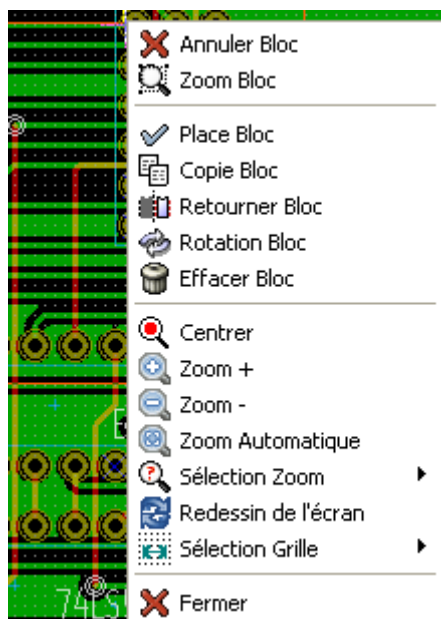 Annuler Bloc
Zoom Bloc
Place Bloc
Copie Bloc
Retourner Bloc
Rotation Bloc
Effacer Bloc
Centrer
Zoom +
Zoom -
Zoom Automatique
Sélection Zoom
Redessin de l'écran
Sélection Grille
Fermer
74LS